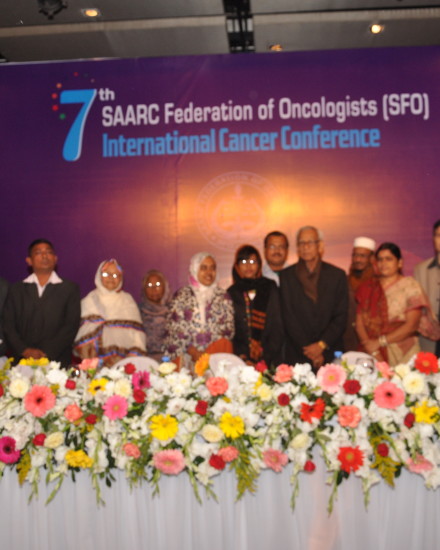 7th
SAARC Federation of Oncologists (SFO)
International Cancer Conference